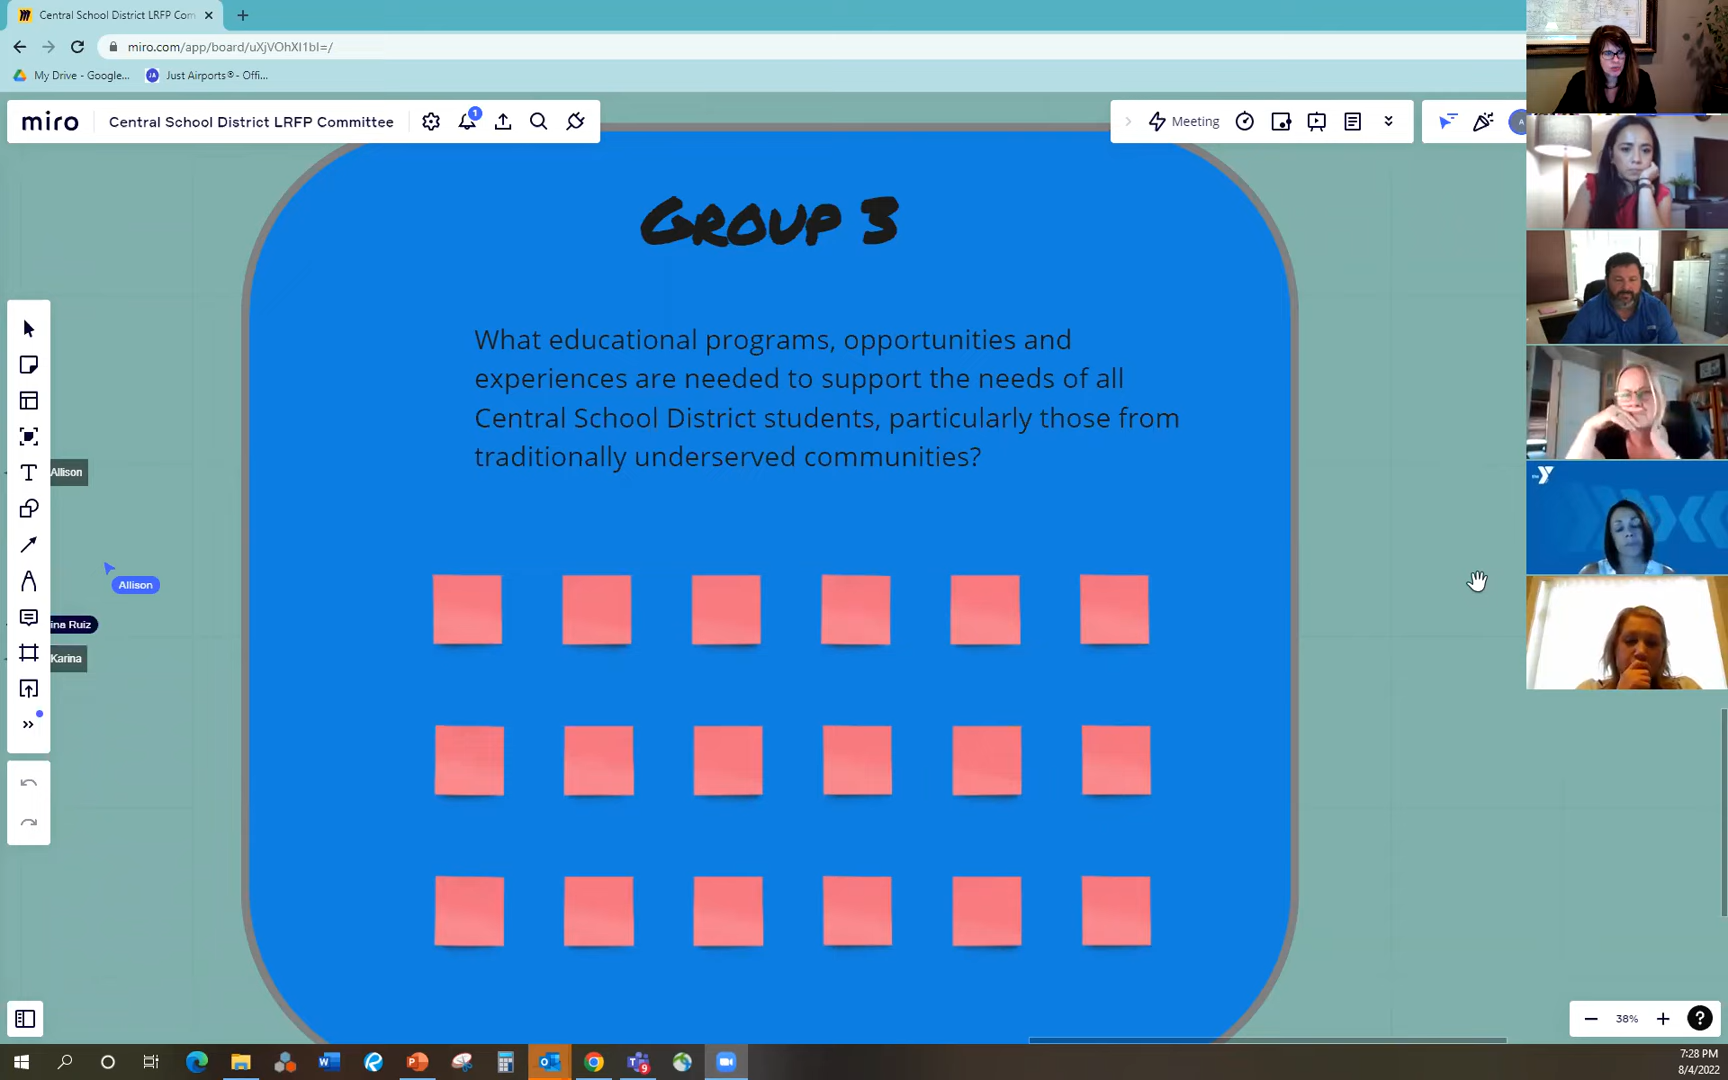 Central School District LRFP Com
miro.com/app/board/uXjVOhXI1bI=/
My Drive - Google...
Just Airports® - Offi...
miro
Central School District LRFP Committee
1
Meeting
A
GROUP 3
What educational programs, opportunities and
experiences are needed to support the needs of all
Central School District students, particularly those from
traditionally underserved communities?
Allison
Allison
ina Ruiz
Karina
the Y
38%
9
7:28 PM
8/4/2022